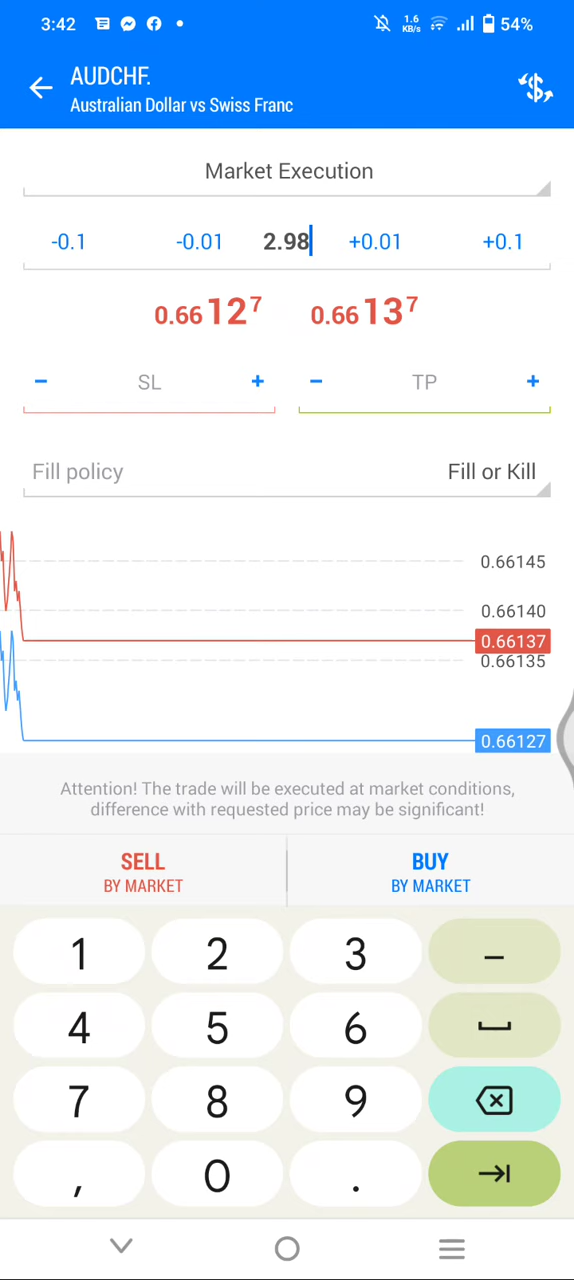 3:42 1.6 KB/s 54%
AUDCHF.
Australian Dollar vs Swiss Franc
Market Execution
-0.1 -0.01 2.98 +0.01 +0.1
0.66127 0.66137
− SL + − TP +
Fill policy Fill or Kill
0.66145
0.66140
0.66137
0.66135
0.66127
Attention! The trade will be executed at market conditions,
difference with requested price may be significant!
SELL BUY
BY MARKET BY MARKET
1 2 3 –
4 5 6
7 8 9
, 0 .